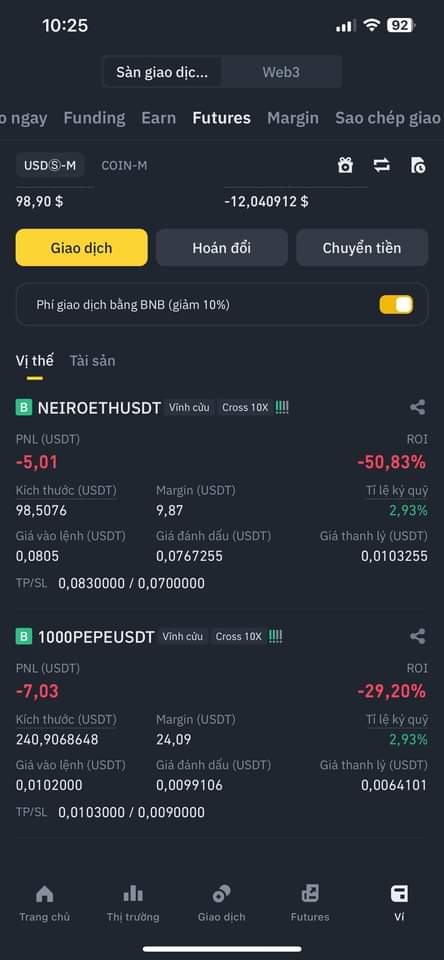 10:25
92
Sàn giao dịc... Web3
o ngay Funding Earn Futures Margin Sao chép giao
USDⓈ-M COIN-M
98,90 $ -12,040912 $
Giao dịch Hoán đổi Chuyển tiền
Phí giao dịch bằng BNB (giảm 10%)
Vị thế Tài sản
B NEIROETHUSDT Vĩnh cửu Cross 10X
PNL (USDT) ROI
-5,01 -50,83%
Kích thước (USDT) Margin (USDT) Tỉ lệ ký quỹ
98,5076 9,87 2,93%
Giá vào lệnh (USDT) Giá đánh dấu (USDT) Giá thanh lý (USDT)
0,0805 0,0767255 0,0103255
TP/SL 0,0830000 / 0,0700000
B 1000PEPEUSDT Vĩnh cửu Cross 10X
PNL (USDT) ROI
-7,03 -29,20%
Kích thước (USDT) Margin (USDT) Tỉ lệ ký quỹ
240,9068648 24,09 2,93%
Giá vào lệnh (USDT) Giá đánh dấu (USDT) Giá thanh lý (USDT)
0,0102000 0,0099106 0,0064101
TP/SL 0,0103000 / 0,0090000
Trang chủ Thị trường Giao dịch Futures Ví